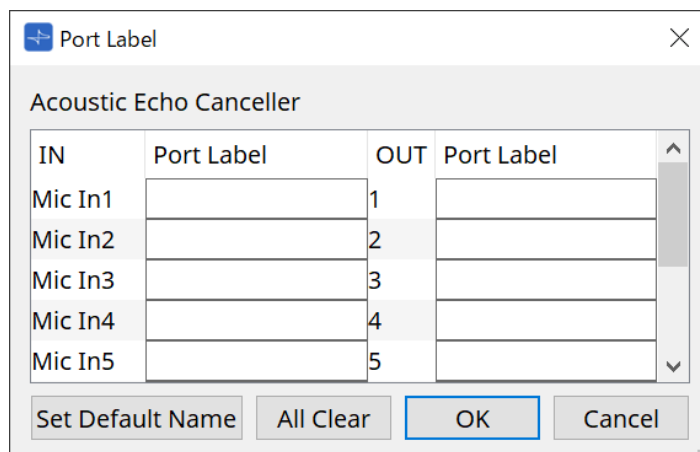 Port Label
Acoustic Echo Canceller
IN Port Label OUT Port Label
Mic In1 1
Mic In2 2
Mic In3 3
Mic In4 4
Mic In5 5
Set Default Name All Clear OK Cancel